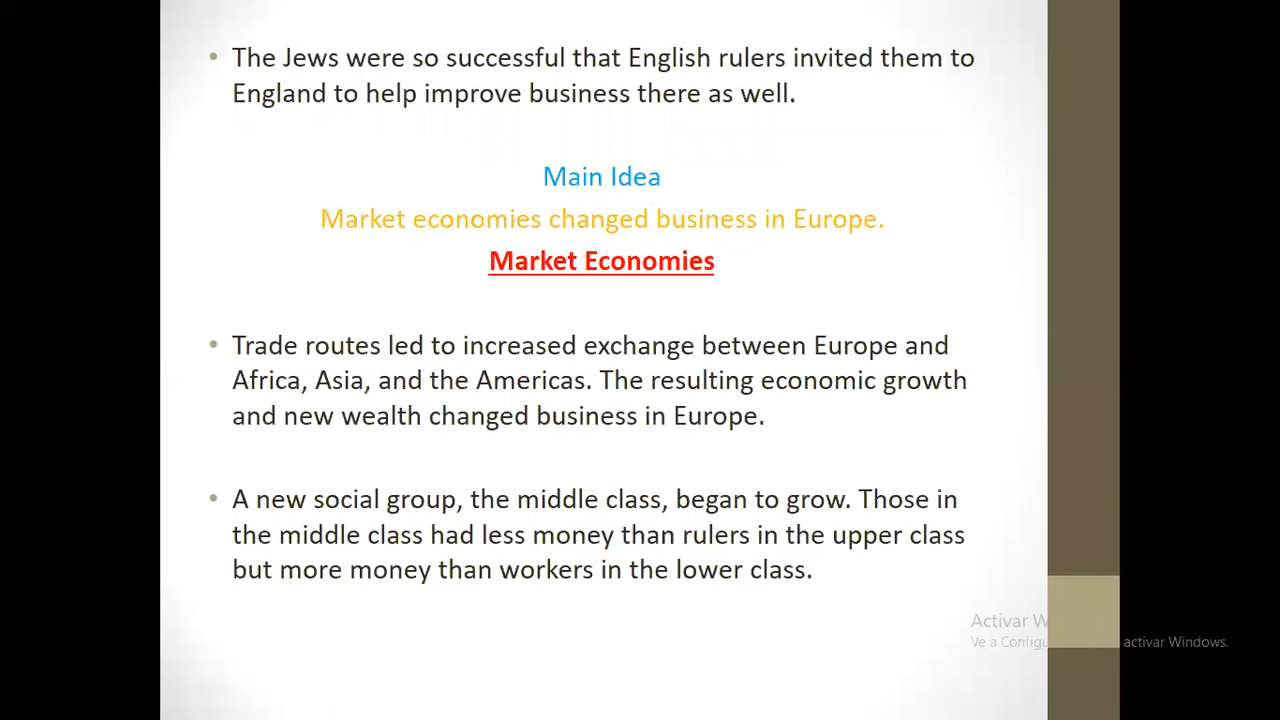 • The Jews were so successful that English rulers invited them to
England to help improve business there as well.
Main Idea
Market economies changed business in Europe.
Market Economies
• Trade routes led to increased exchange between Europe and
Africa, Asia, and the Americas. The resulting economic growth
and new wealth changed business in Europe.
• A new social group, the middle class, began to grow. Those in
the middle class had less money than rulers in the upper class
but more money than workers in the lower class.
Activar
Ve a activar Windows.